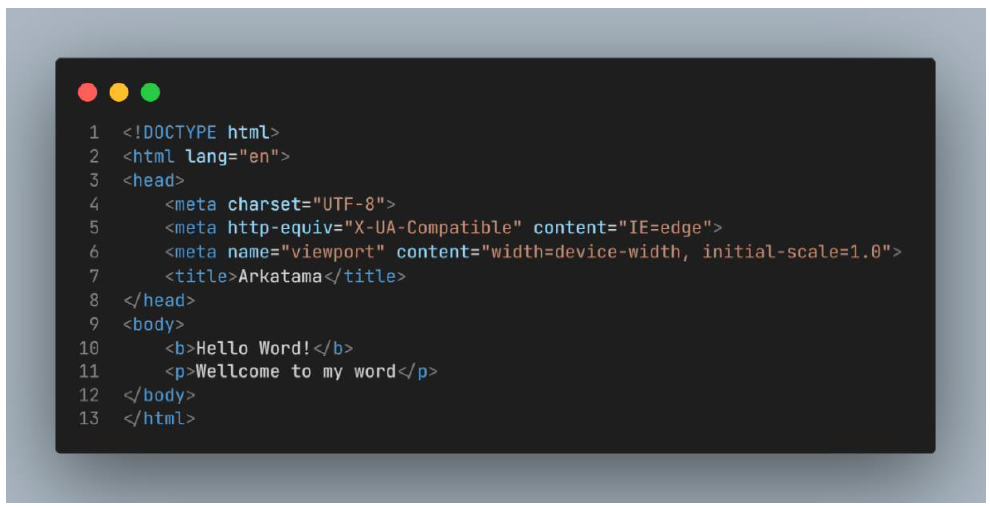 1 <!DOCTYPE html>
2 <html lang="en">
3 <head>
4     <meta charset="UTF-8">
5     <meta http-equiv="X-UA-Compatible" content="IE=edge">
6     <meta name="viewport" content="width=device-width, initial-scale=1.0">
7     <title>Arkatama</title>
8 </head>
9 <body>
10     <b>Hello Word!</b>
11     <p>Wellcome to my word</p>
12 </body>
13 </html>